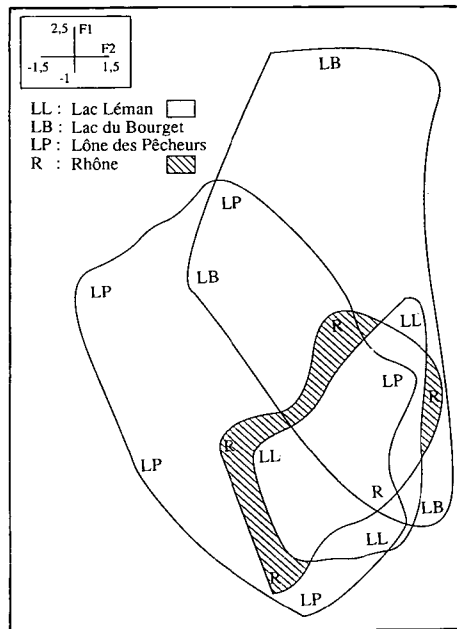 2,5 F1
F2
-1,5 1,5
-1
LL : Lac Léman
LB : Lac du Bourget
LP : Lône des Pêcheurs
R : Rhône
LB
LP
LB
LP
LL
R
LP
R
R
LL
LP
R
LB
LL
R
LP